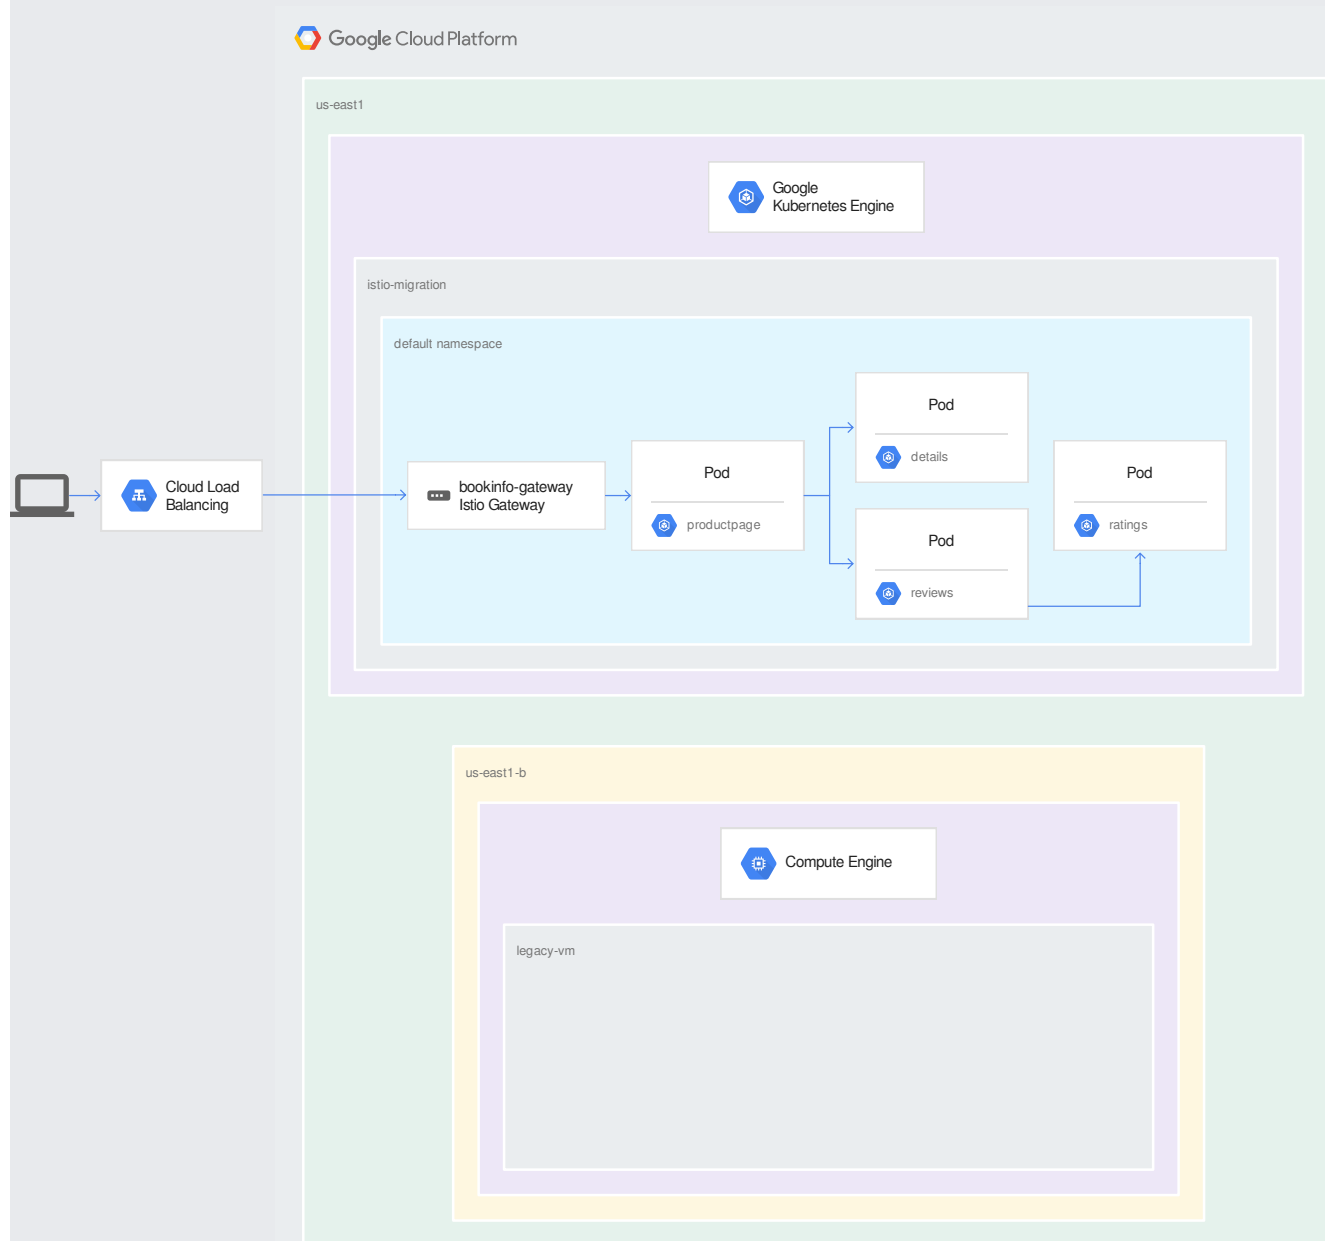 Google Cloud Platform
us-east1
Google
Kubernetes Engine
istio-migration
default namespace
Cloud Load
Balancing
bookinfo-gateway
Istio Gateway
Pod
productpage
Pod
details
Pod
reviews
Pod
ratings
us-east1-b
Compute Engine
legacy-vm